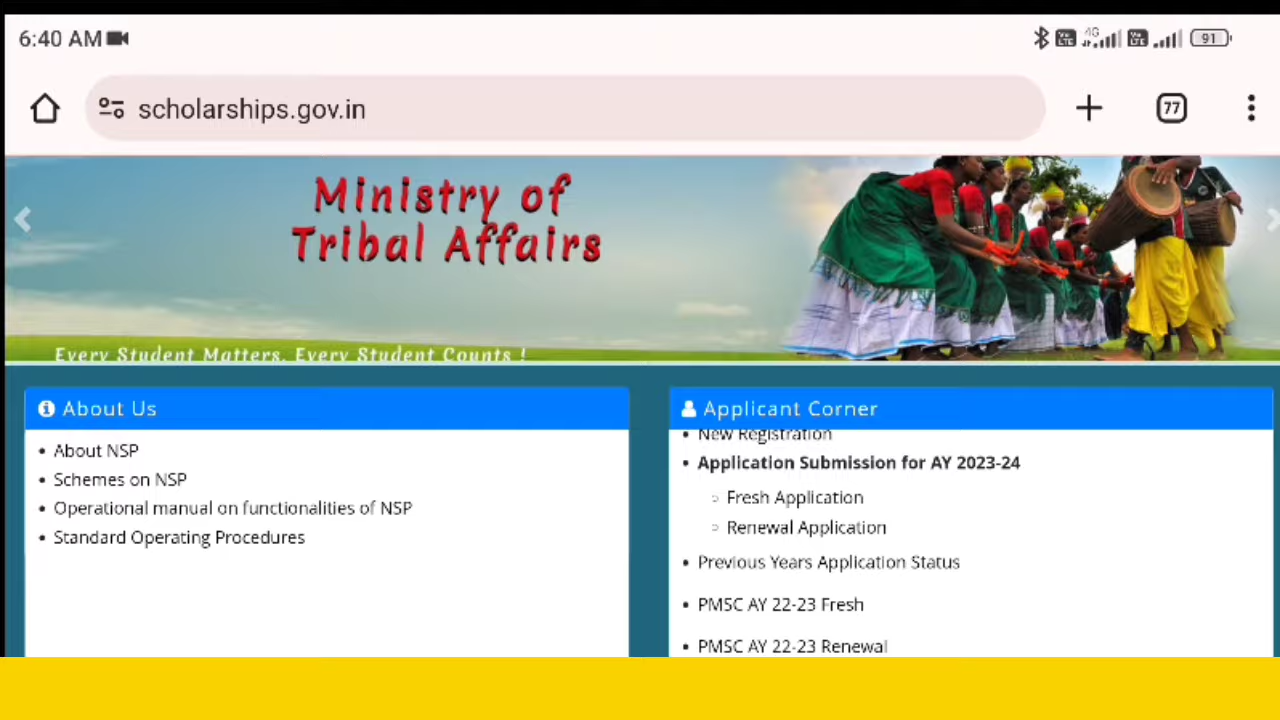 6:40 AM
4G
91
scholarships.gov.in
77
Ministry of
Tribal Affairs
Every Student Matters, Every Student Counts !
About Us
About NSP
Schemes on NSP
Operational manual on functionalities of NSP
Standard Operating Procedures
Applicant Corner
New Registration
Application Submission for AY 2023-24
Fresh Application
Renewal Application
Previous Years Application Status
PMSC AY 22-23 Fresh
PMSC AY 22-23 Renewal